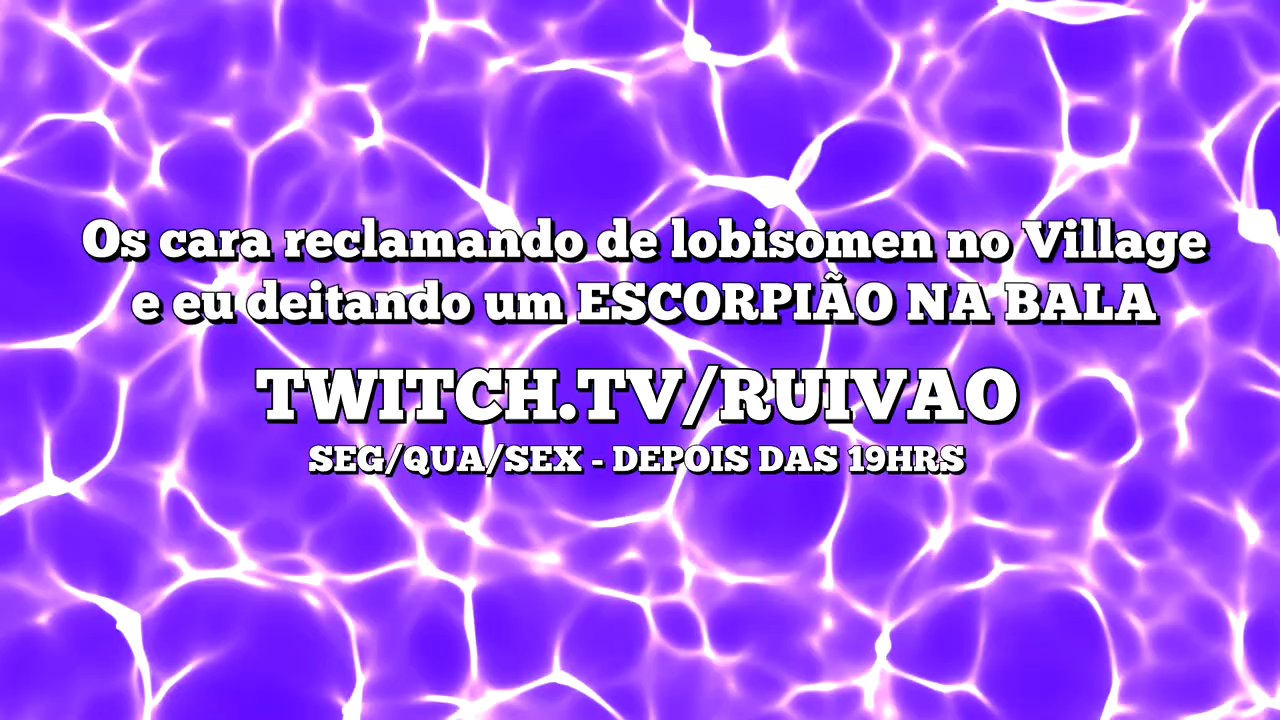 Os cara reclamando de lobisomen no Village
e eu deitando um ESCORPIÃO NA BALA
TWITCH.TV/RUIVAO
SEG/QUA/SEX - DEPOIS DAS 19HRS